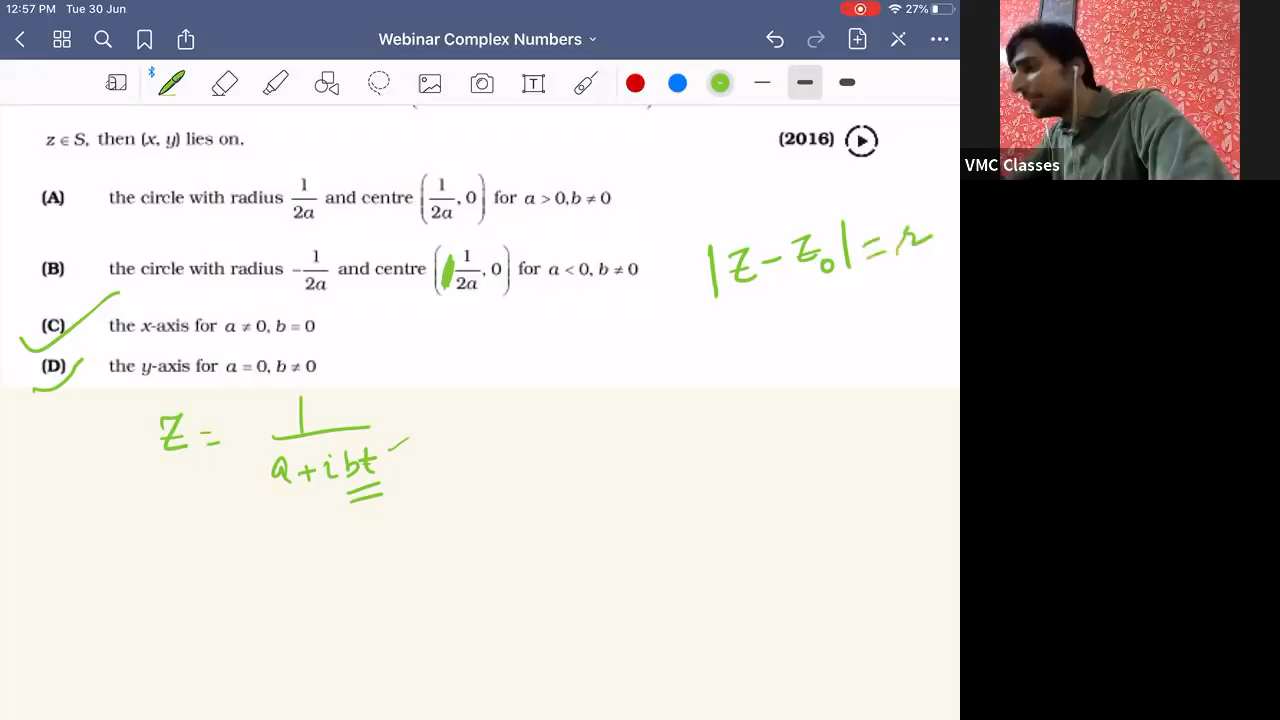 12:57 PM Tue 30 Jun
27%
Webinar Complex Numbers
T
z ∈ S, then (x, y) lies on.
(2016)
(A) the circle with radius 1/2a and centre (1/2a, 0) for a > 0, b ≠ 0
(B) the circle with radius -1/2a and centre (1/2a, 0) for a < 0, b ≠ 0
(C) the x-axis for a ≠ 0, b = 0
(D) the y-axis for a = 0, b ≠ 0
|z - z₀| = r
z = 1/(a + ibt)
VMC Classes